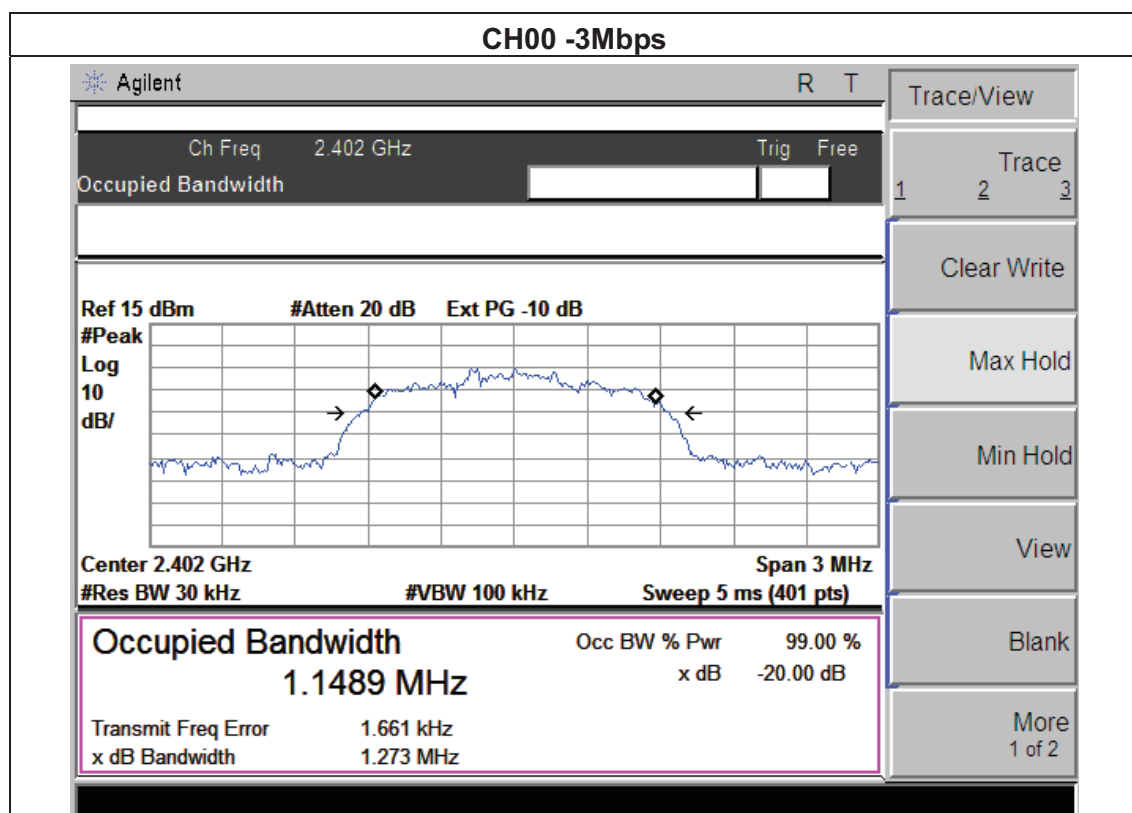 CH00 -3Mbps
Agilent R T
Ch Freq 2.402 GHz Trig Free
Occupied Bandwidth
Ref 15 dBm #Atten 20 dB Ext PG -10 dB
#Peak
Log
10
dB/
Center 2.402 GHz Span 3 MHz
#Res BW 30 kHz #VBW 100 kHz Sweep 5 ms (401 pts)
Occupied Bandwidth
1.1489 MHz
Occ BW % Pwr 99.00 %
x dB -20.00 dB
Transmit Freq Error 1.661 kHz
x dB Bandwidth 1.273 MHz
Trace/View
Trace
1 2 3
Clear Write
Max Hold
Min Hold
View
Blank
More
1 of 2